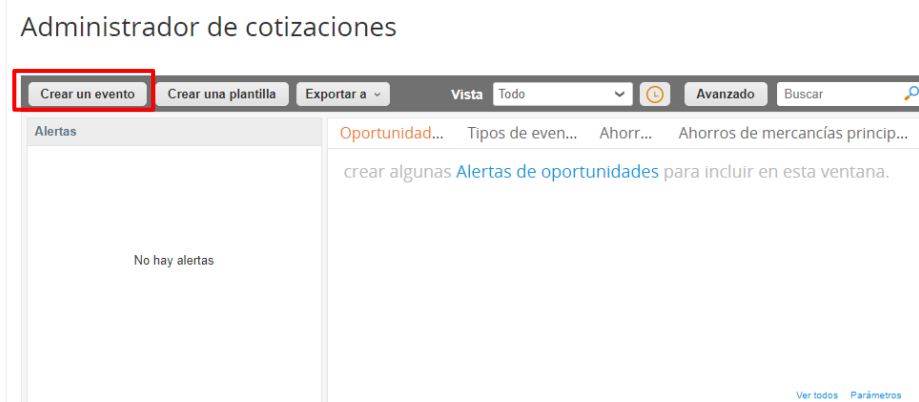 Administrador de cotizaciones
Crear un evento Crear una plantilla Exportar a Vista Todo Avanzado Buscar
Alertas
Oportunidad... Tipos de even... Ahorr... Ahorros de mercancías princip...
crear algunas Alertas de oportunidades para incluir en esta ventana.
No hay alertas
Ver todos Parámetros